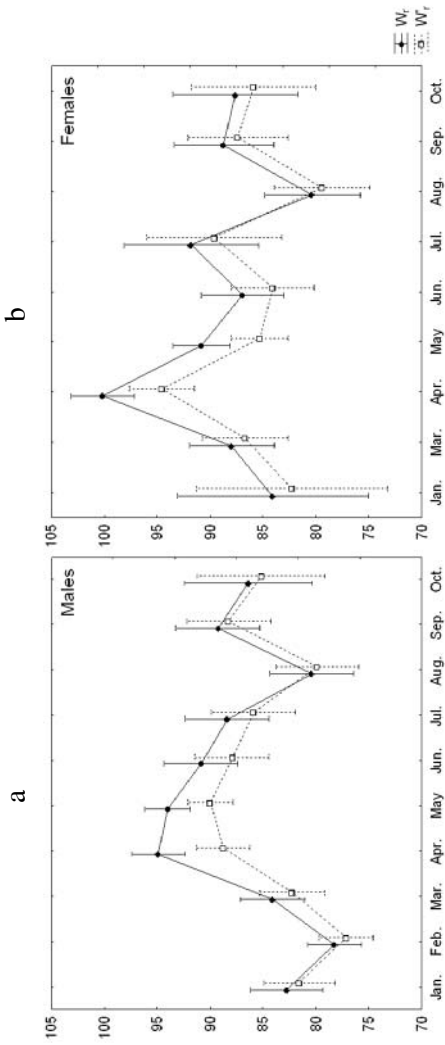 a
Males
105
100
95
90
85
80
75
70
Jan. Feb. Mar. Apr. May Jun. Jul. Aug. Sep. Oct.
b
Females
105
100
95
90
85
80
75
70
Jan. Mar. Apr. May Jun. Jul. Aug. Sep. Oct.
Wr
W'r